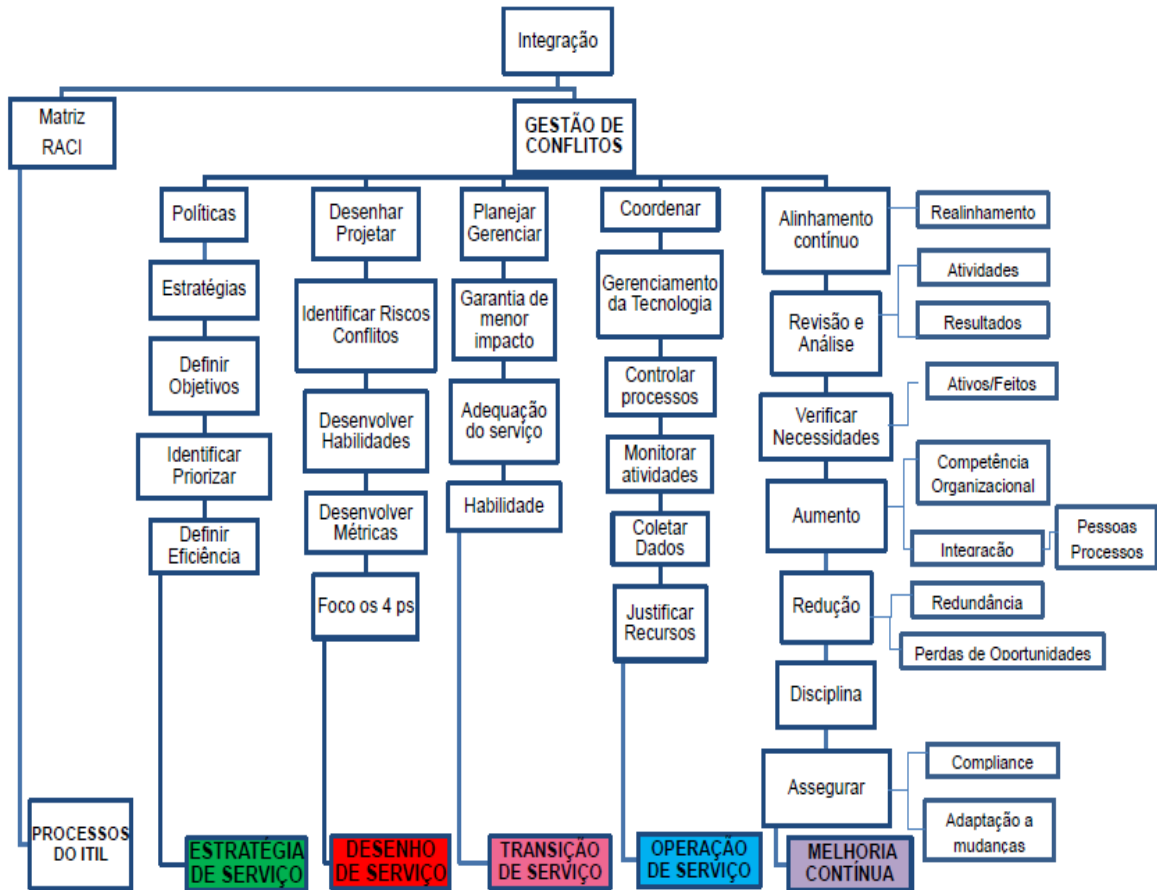 Integração
Matriz
RACI
GESTÃO DE
CONFLITOS
Políticas
Estratégias
Definir
Objetivos
Identificar
Priorizar
Definir
Eficiência
Desenhar
Projetar
Identificar Riscos
Conflitos
Desenvolver
Habilidades
Desenvolver
Métricas
Foco os 4 ps
Planejar
Gerenciar
Garantia de
menor
impacto
Adequação
do serviço
Habilidade
Coordenar
Gerenciamento
da Tecnologia
Controlar
processos
Monitorar
atividades
Coletar
Dados
Justificar
Recursos
Alinhamento
contínuo
Realinhamento
Revisão e
Análise
Atividades
Resultados
Verificar
Necessidades
Ativos/Feitos
Aumento
Competência
Organizacional
Integração
Pessoas
Processos
Redução
Redundância
Perdas de Oportunidades
Disciplina
Assegurar
Compliance
Adaptação a
mudanças
PROCESSOS
DO ITIL
ESTRATÉGIA
DE SERVIÇO
DESENHO
DE SERVIÇO
TRANSIÇÃO
DE SERVIÇO
OPERAÇÃO
DE SERVIÇO
MELHORIA
CONTÍNUA